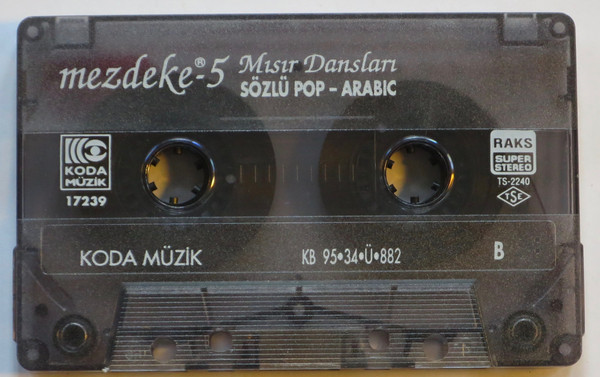 mezdeke®-5 Mısır Dansları
SÖZLÜ POP – ARABIC
KODA
MÜZİK
17239
RAKS
SUPER
STEREO
TS-2240
TSE
KODA MÜZİK KB 95•34•Ü•882 B